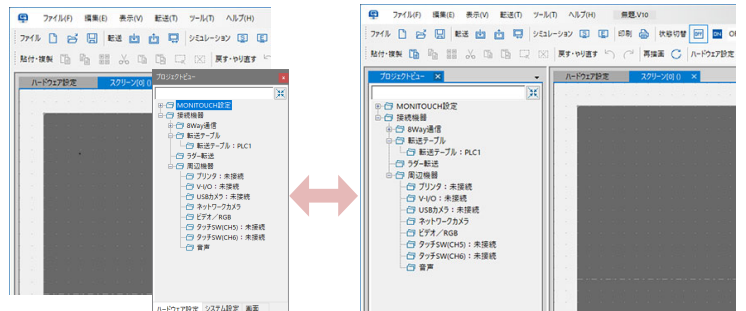 ファイル(F) 編集(E) 表示(V) 転送(T) ツール(T) ヘルプ(H)
ファイル 転送 シミュレーション
貼付・複製 戻す・やり直す
ハードウェア設定 スクリーン[0] ()
プロジェクトビュー
MONITOUCH設定
接続機器
8Way通信
転送テーブル
転送テーブル：PLC1
ラダー転送
周辺機器
プリンタ：未接続
V-I/O：未接続
USBカメラ：未接続
ネットワークカメラ
ビデオ／RGB
タッチSW(CH5)：未接続
タッチSW(CH6)：未接続
音声
ハードウェア設定 システム設定 画面
ファイル(F) 編集(E) 表示(V) 転送(T) ツール(T) ヘルプ(H) 無題.V10
ファイル 転送 シミュレーション 印刷 状態切替 OFF ON
貼付・複製 戻す・やり直す 再描画 ハードウェア設定
プロジェクトビュー
ハードウェア設定 スクリーン[0] ()
MONITOUCH設定
接続機器
8Way通信
転送テーブル
転送テーブル：PLC1
ラダー転送
周辺機器
プリンタ：未接続
V-I/O：未接続
USBカメラ：未接続
ネットワークカメラ
ビデオ／RGB
タッチSW(CH5)：未接続
タッチSW(CH6)：未接続
音声